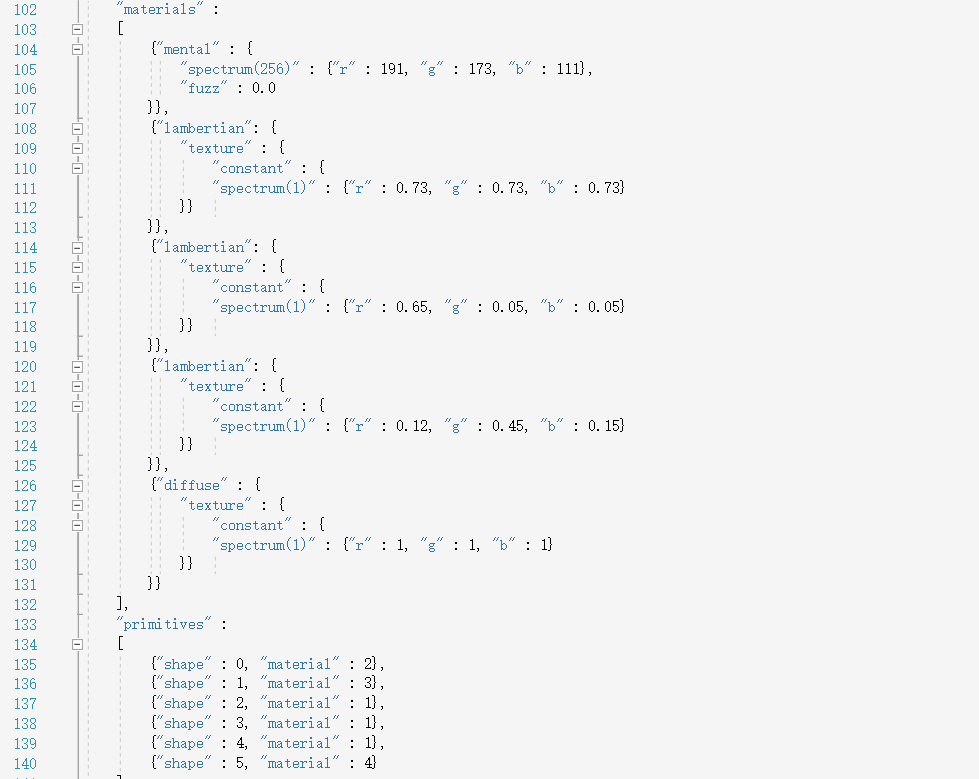 102 "materials" :
103 [
104 {"mental" : {
105 "spectrum(256)" : {"r" : 191, "g" : 173, "b" : 111},
106 "fuzz" : 0.0
107 }},
108 {"lambertian": {
109 "texture" : {
110 "constant" : {
111 "spectrum(1)" : {"r" : 0.73, "g" : 0.73, "b" : 0.73}
112 }}
113 }},
114 {"lambertian": {
115 "texture" : {
116 "constant" : {
117 "spectrum(1)" : {"r" : 0.65, "g" : 0.05, "b" : 0.05}
118 }}
119 }},
120 {"lambertian": {
121 "texture" : {
122 "constant" : {
123 "spectrum(1)" : {"r" : 0.12, "g" : 0.45, "b" : 0.15}
124 }}
125 }},
126 {"diffuse" : {
127 "texture" : {
128 "constant" : {
129 "spectrum(1)" : {"r" : 1, "g" : 1, "b" : 1}
130 }}
131 }}
132 ],
133 "primitives" :
134 [
135 {"shape" : 0, "material" : 2},
136 {"shape" : 1, "material" : 3},
137 {"shape" : 2, "material" : 1},
138 {"shape" : 3, "material" : 1},
139 {"shape" : 4, "material" : 1},
140 {"shape" : 5, "material" : 4}